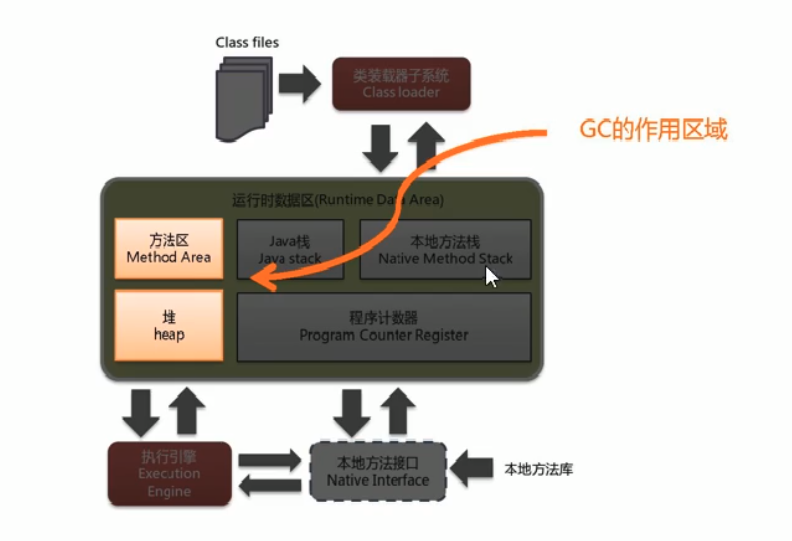 Class files
类装载器子系统
Class loader
GC的作用区域
运行时数据区(Runtime Data Area)
方法区
Method Area
Java栈
Java stack
本地方法栈
Native Method Stack
堆
heap
程序计数器
Program Counter Register
执行引擎
Execution
Engine
本地方法接口
Native Interface
本地方法库